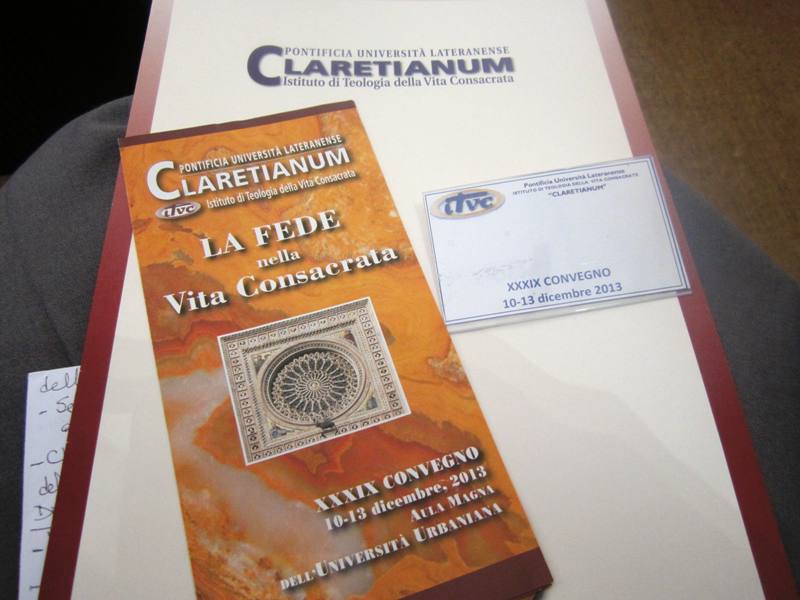 PONTIFICIA UNIVERSITÀ LATERANENSE
CLARETIANUM
Istituto di Teologia della Vita Consacrata
PONTIFICIA UNIVERSITÀ LATERANENSE
CLARETIANUM
itvc
Istituto di Teologia della Vita Consacrata
LA FEDE
nella
Vita Consacrata
XXXIX CONVEGNO
10-13 dicembre, 2013
AULA MAGNA
DELL'UNIVERSITÀ URBANIANA
Pontificia Università Lateranense
ISTITUTO DI TEOLOGIA DELLA VITA CONSACRATA
"CLARETIANUM"
itvc
XXXIX CONVEGNO
10-13 dicembre 2013
dell